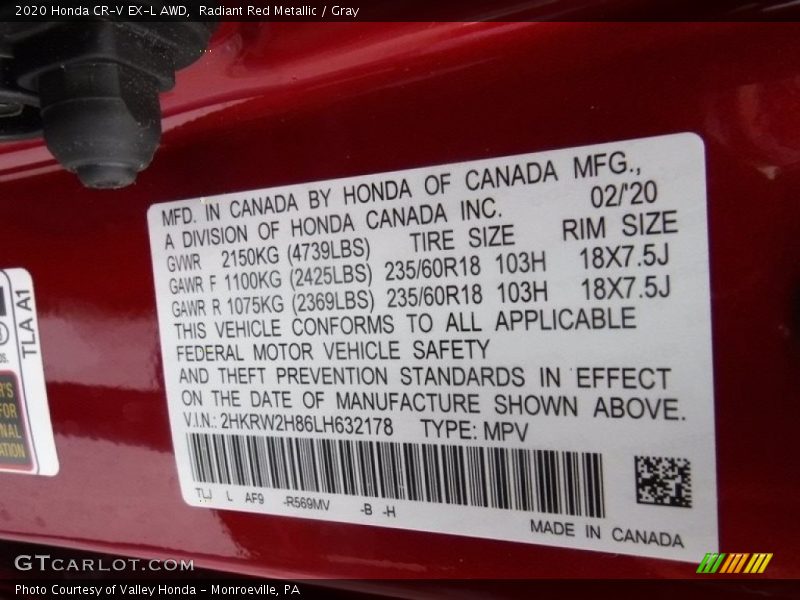 2020 Honda CR-V EX-L AWD, Radiant Red Metallic / Gray
MFD. IN CANADA BY HONDA OF CANADA MFG.,
A DIVISION OF HONDA CANADA INC. 02/'20
GVWR 2150KG (4739LBS) TIRE SIZE RIM SIZE
GAWR F 1100KG (2425LBS) 235/60R18 103H 18X7.5J
GAWR R 1075KG (2369LBS) 235/60R18 103H 18X7.5J
THIS VEHICLE CONFORMS TO ALL APPLICABLE
FEDERAL MOTOR VEHICLE SAFETY
AND THEFT PREVENTION STANDARDS IN EFFECT
ON THE DATE OF MANUFACTURE SHOWN ABOVE.
V.I.N.: 2HKRW2H86LH632178 TYPE: MPV
TLJ L AF9 -R569MV -B -H
MADE IN CANADA
TLA A1
GTCARLOT.COM
Photo Courtesy of Valley Honda - Monroeville, PA